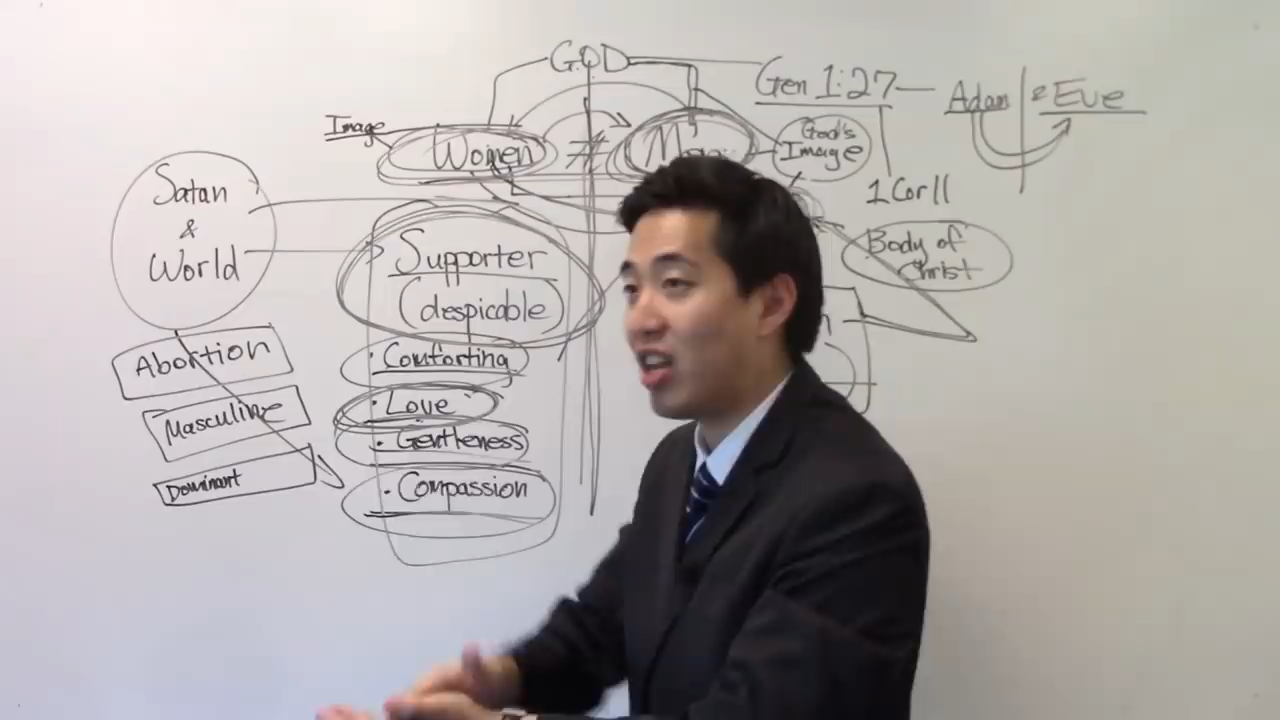 GOD
Gen 1:27
Adam & Eve
Image
Women
≠
God's
Image
1 Cor 11
Satan
&
World
Body of
Christ
Supporter
(despicable)
Abortion
Masculine
Dominant
· Comforting
· Love
· Gentleness
· Compassion